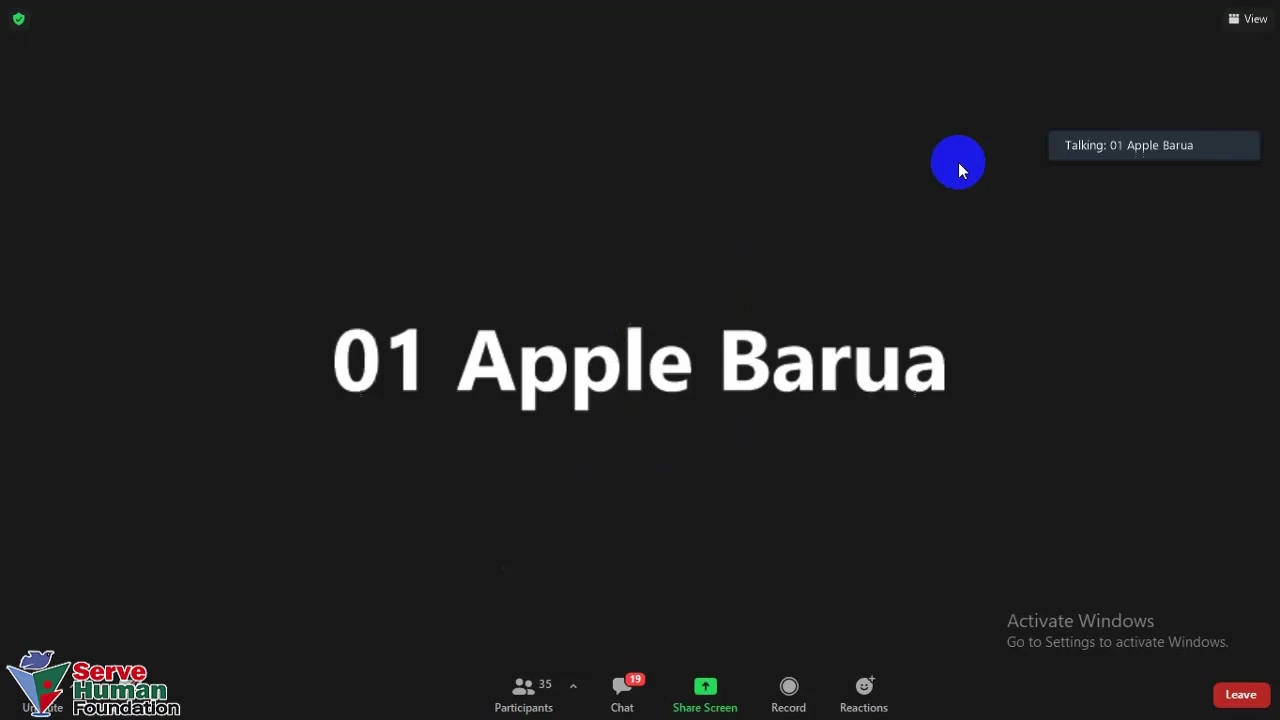 View
Talking: 01 Apple Barua
01 Apple Barua
Activate Windows
Go to Settings to activate Windows.
Serve
Human
Foundation
35
19
Participants
Chat
Share Screen
Record
Reactions
Leave